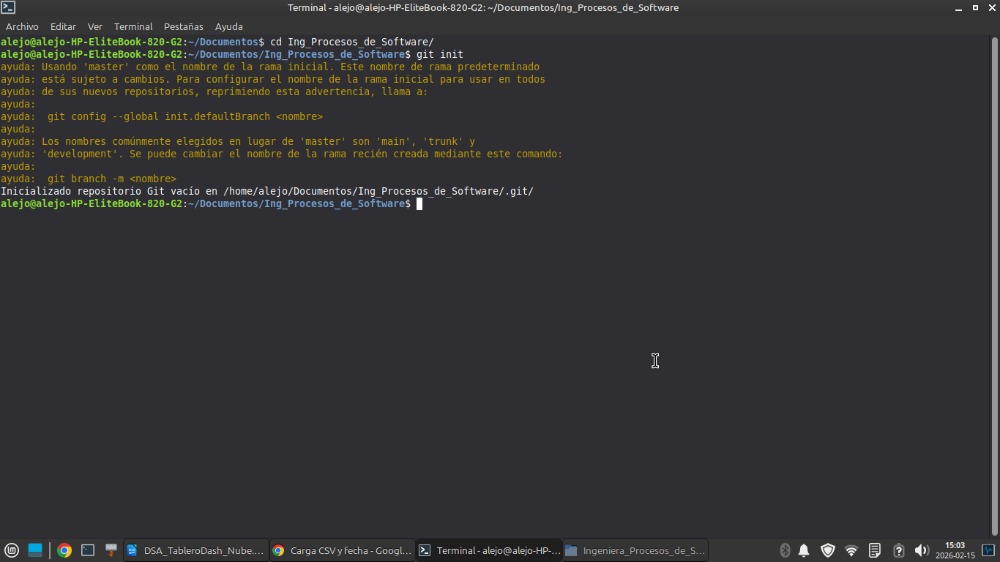 Terminal - alejo@alejo-HP-EliteBook-820-G2: ~/Documentos/Ing_Procesos_de_Software
Archivo Editar Ver Terminal Pestañas Ayuda
alejo@alejo-HP-EliteBook-820-G2:~/Documentos$ cd Ing_Procesos_de_Software/
alejo@alejo-HP-EliteBook-820-G2:~/Documentos/Ing_Procesos_de_Software$ git init
ayuda: Usando 'master' como el nombre de la rama inicial. Este nombre de rama predeterminado
ayuda: está sujeto a cambios. Para configurar el nombre de la rama inicial para usar en todos
ayuda: de sus nuevos repositorios, reprimiendo esta advertencia, llama a:
ayuda:
ayuda:  git config --global init.defaultBranch <nombre>
ayuda:
ayuda: Los nombres comúnmente elegidos en lugar de 'master' son 'main', 'trunk' y
ayuda: 'development'. Se puede cambiar el nombre de la rama recién creada mediante este comando:
ayuda:
ayuda:  git branch -m <nombre>
Inicializado repositorio Git vacío en /home/alejo/Documentos/Ing_Procesos_de_Software/.git/
alejo@alejo-HP-EliteBook-820-G2:~/Documentos/Ing_Procesos_de_Software$
DSA_TableroDash_Nube.... Carga CSV y fecha - Googl... Terminal - alejo@alejo-HP-... Ingeniera_Procesos_de_S...
15:03
2026-02-15